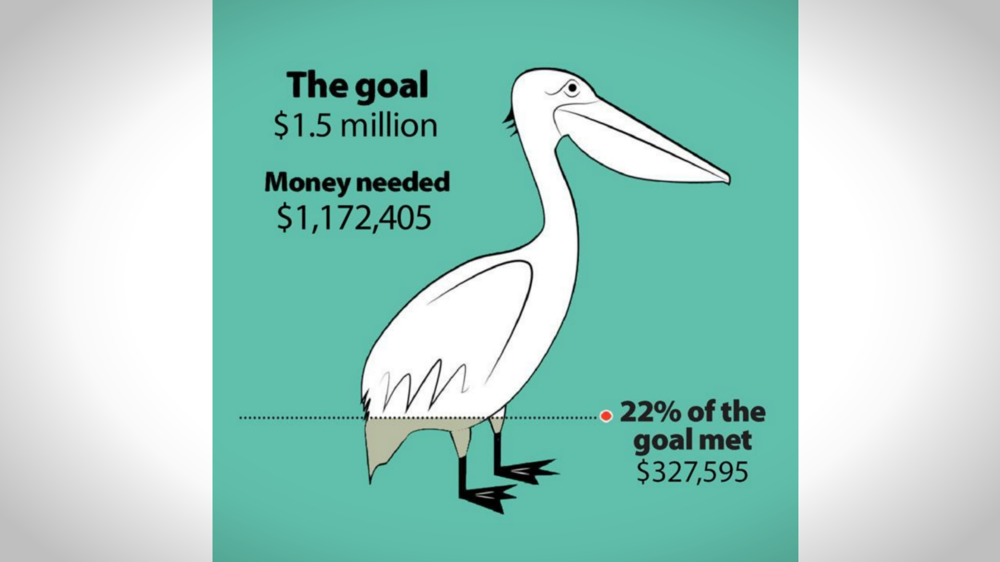 The goal
$1.5 million
Money needed
$1,172,405
22% of the
goal met
$327,595